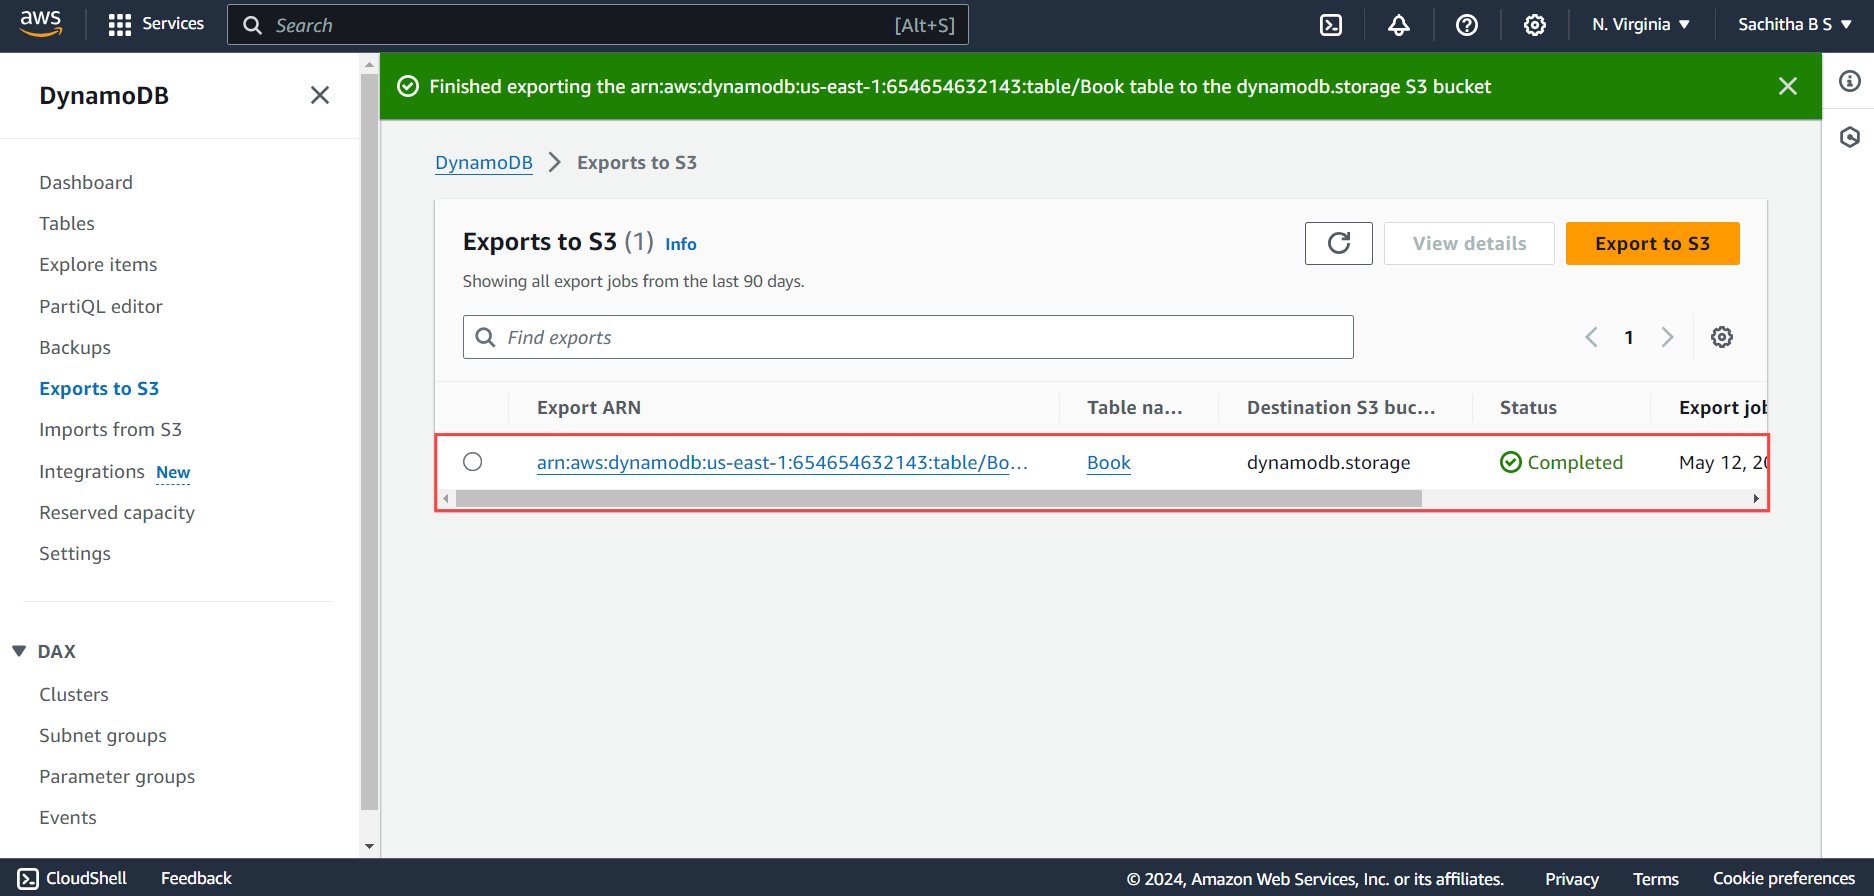 aws Services Search [Alt+S] N. Virginia Sachitha B S
DynamoDB
Finished exporting the arn:aws:dynamodb:us-east-1:654654632143:table/Book table to the dynamodb.storage S3 bucket
Dashboard
Tables
Explore items
PartiQL editor
Backups
Exports to S3
Imports from S3
Integrations New
Reserved capacity
Settings
DAX
Clusters
Subnet groups
Parameter groups
Events
DynamoDB Exports to S3
Exports to S3 (1) Info
View details
Export to S3
Showing all export jobs from the last 90 days.
Find exports
1
Export ARN Table na... Destination S3 buc... Status Export job
arn:aws:dynamodb:us-east-1:654654632143:table/Bo... Book dynamodb.storage Completed May 12, 20
CloudShell Feedback © 2024, Amazon Web Services, Inc. or its affiliates. Privacy Terms Cookie preferences